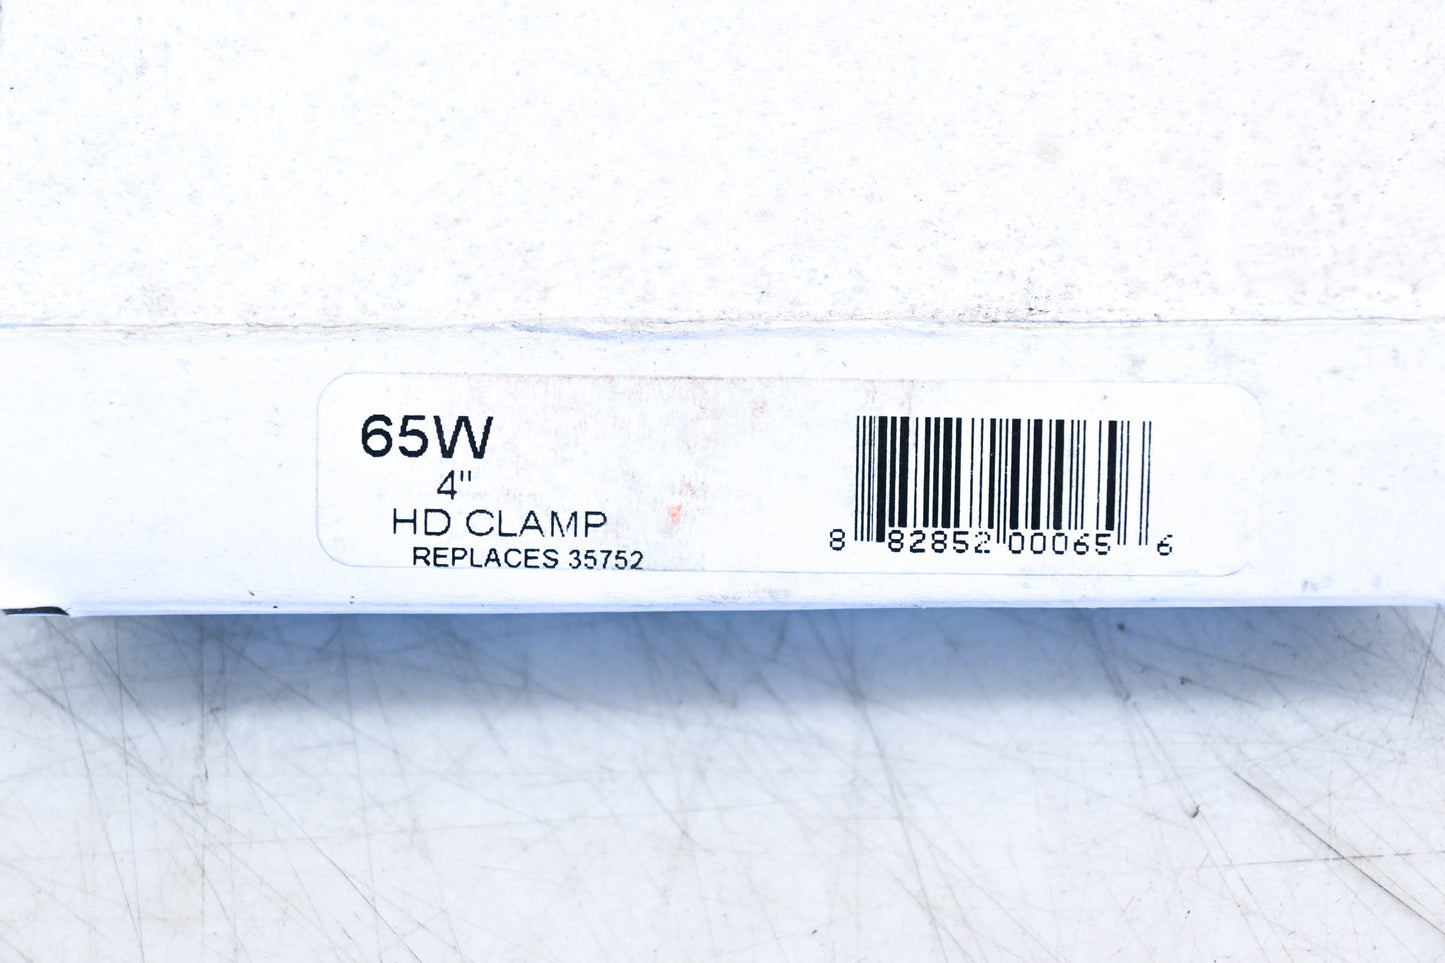 65W
4"
HD CLAMP
REPLACES 35752
8 82852 00065 6